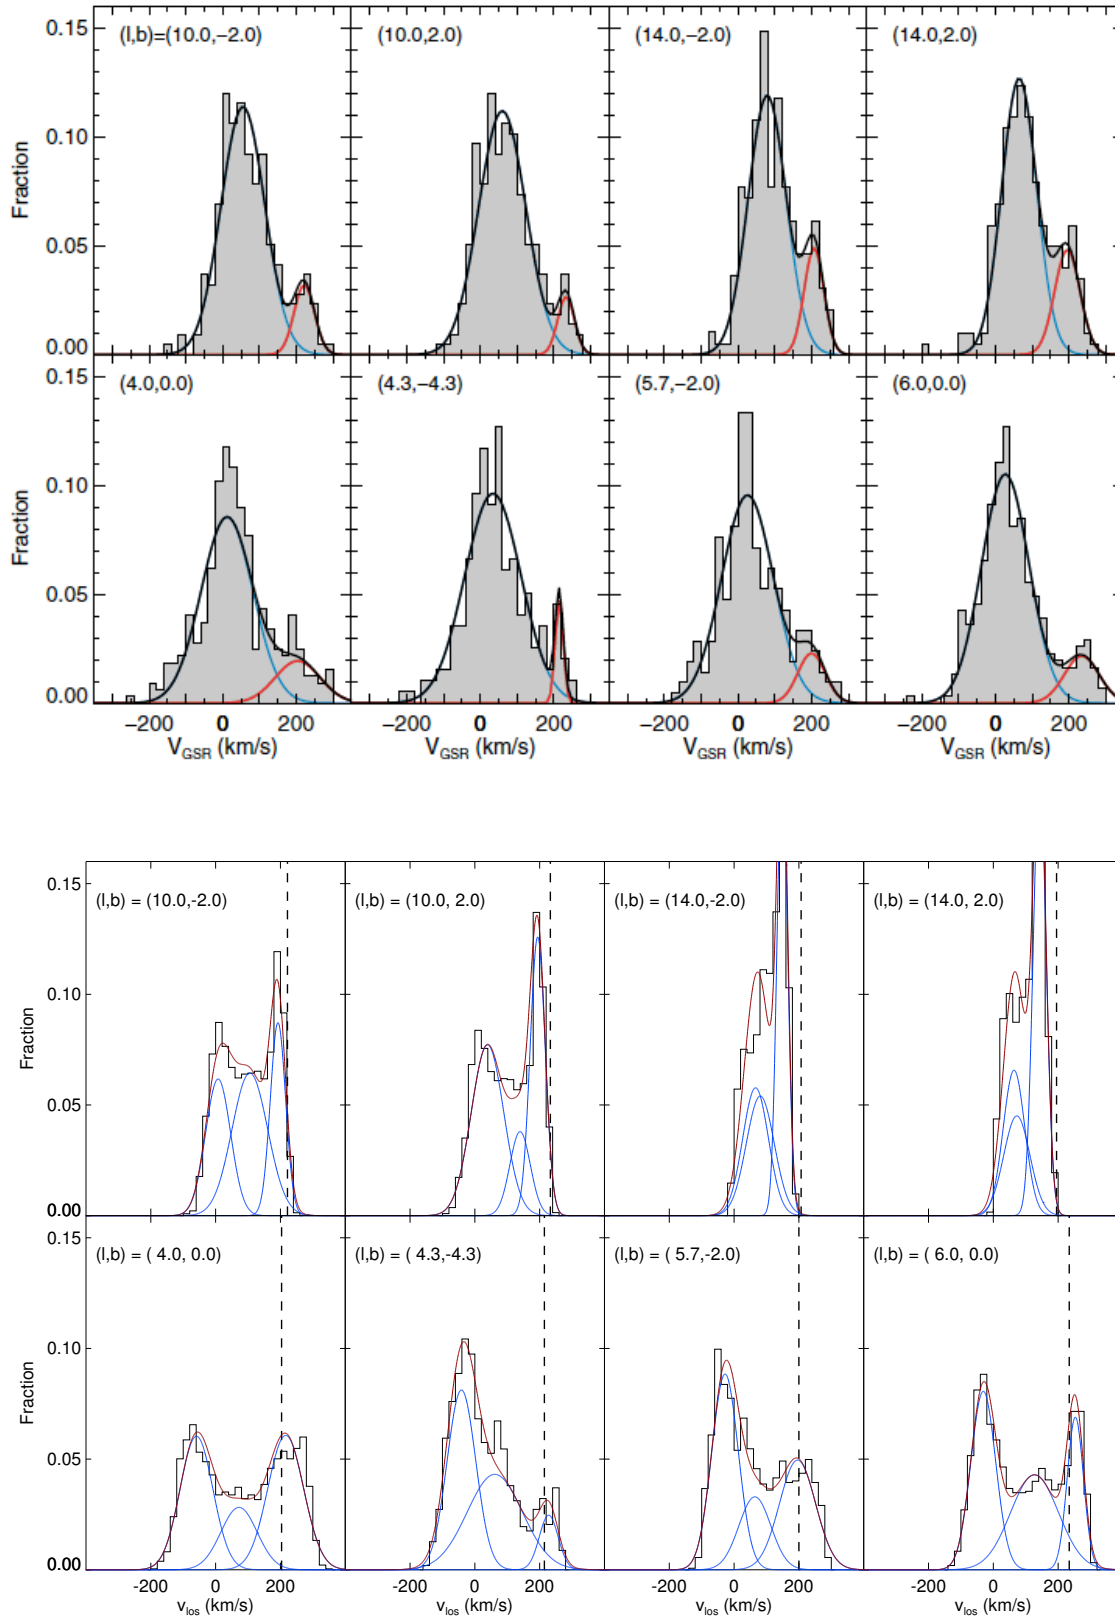 (l,b)=(10.0,−2.0) (10.0,2.0) (14.0,−2.0) (14.0,2.0)
0.15
0.10
Fraction
0.05
0.00
(4.0,0.0) (4.3,−4.3) (5.7,−2.0) (6.0,0.0)
0.15
0.10
Fraction
0.05
0.00
−200 0 200 −200 0 200 −200 0 200 −200 0 200
VGSR (km/s) VGSR (km/s) VGSR (km/s) VGSR (km/s)
(l,b) = (10.0,-2.0) (l,b) = (10.0, 2.0) (l,b) = (14.0,-2.0) (l,b) = (14.0, 2.0)
0.15
0.10
Fraction
0.05
0.00
(l,b) = ( 4.0, 0.0) (l,b) = ( 4.3,-4.3) (l,b) = ( 5.7,-2.0) (l,b) = ( 6.0, 0.0)
0.15
0.10
Fraction
0.05
0.00
-200 0 200 -200 0 200 -200 0 200 -200 0 200
vlos (km/s) vlos (km/s) vlos (km/s) vlos (km/s)